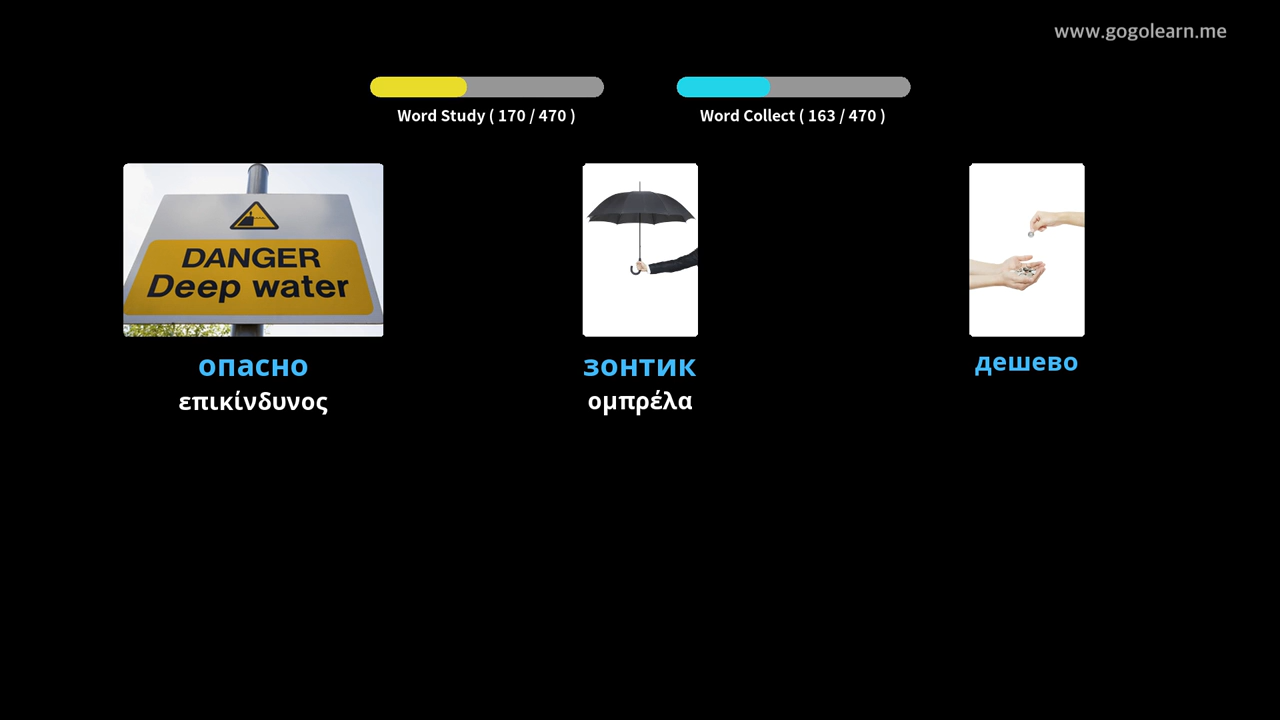 www.gogolearn.me
Word Study ( 170 / 470 )
Word Collect ( 163 / 470 )
DANGER
Deep water
опасно
επικίνδυνος
зонтик
ομπρέλα
дешево